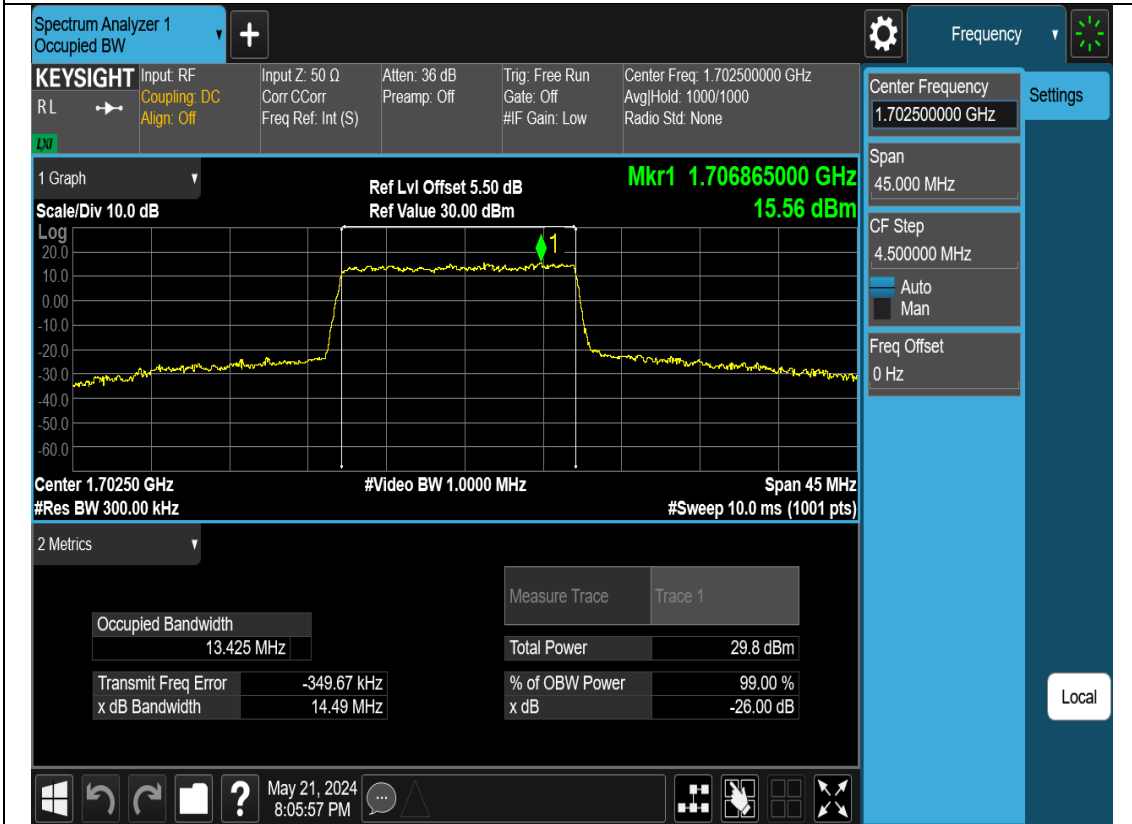 Spectrum Analyzer 1
Occupied BW
+
Frequency
KEYSIGHT
RL
LXI
Input: RF
Coupling: DC
Align: Off
Input Z: 50 Ω
Corr CCorr
Freq Ref: Int (S)
Atten: 36 dB
Preamp: Off
Trig: Free Run
Gate: Off
#IF Gain: Low
Center Freq: 1.702500000 GHz
Avg|Hold: 1000/1000
Radio Std: None
Center Frequency
1.702500000 GHz
Settings
Span
45.000 MHz
CF Step
4.500000 MHz
Auto
Man
Freq Offset
0 Hz
Local
1 Graph
Scale/Div 10.0 dB
Ref Lvl Offset 5.50 dB
Ref Value 30.00 dBm
Mkr1 1.706865000 GHz
15.56 dBm
Log
1
20.0
10.0
0.00
-10.0
-20.0
-30.0
-40.0
-50.0
-60.0
Center 1.70250 GHz
#Video BW 1.0000 MHz
Span 45 MHz
#Res BW 300.00 kHz
#Sweep 10.0 ms (1001 pts)
2 Metrics
Measure Trace Trace 1
Occupied Bandwidth
13.425 MHz
Total Power 29.8 dBm
Transmit Freq Error -349.67 kHz
% of OBW Power 99.00 %
x dB Bandwidth 14.49 MHz
x dB -26.00 dB
?
May 21, 2024
8:05:57 PM